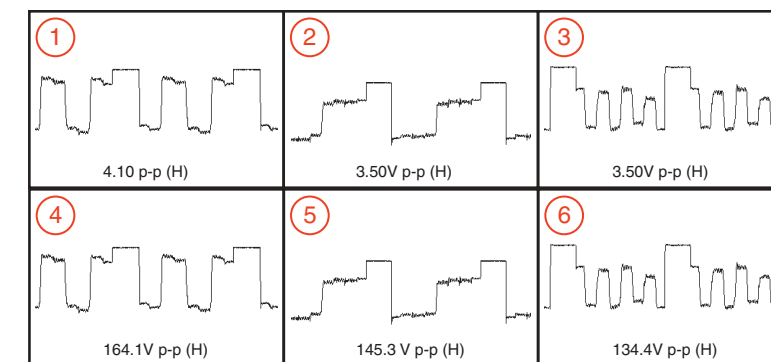 1
2
3
4.10 p-p (H)
3.50V p-p (H)
3.50V p-p (H)
4
5
6
164.1V p-p (H)
145.3 V p-p (H)
134.4V p-p (H)